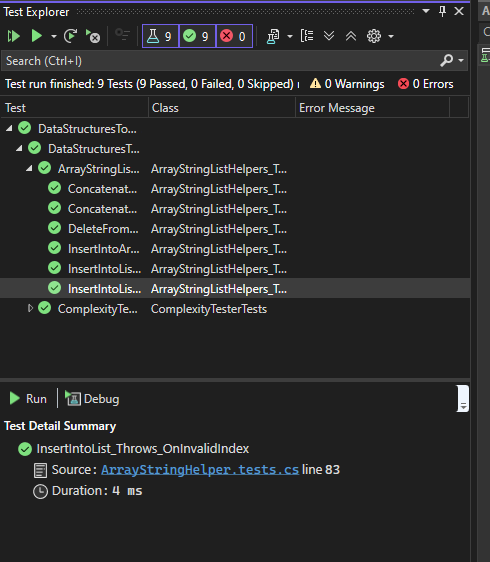 Test Explorer
9 9 0
Search (Ctrl+I)
Test run finished: 9 Tests (9 Passed, 0 Failed, 0 Skipped) 0 Warnings 0 Errors
Test Class Error Message
DataStructuresTo...
DataStructuresT...
ArrayStringLis... ArrayStringListHelpers_T...
Concatenat... ArrayStringListHelpers_T...
Concatenat... ArrayStringListHelpers_T...
DeleteFrom... ArrayStringListHelpers_T...
InsertIntoAr... ArrayStringListHelpers_T...
InsertIntoLis... ArrayStringListHelpers_T...
InsertIntoLis... ArrayStringListHelpers_T...
ComplexityTe... ComplexityTesterTests
Run Debug
Test Detail Summary
InsertIntoList_Throws_OnInvalidIndex
Source: ArrayStringHelper.tests.cs line 83
Duration: 4 ms